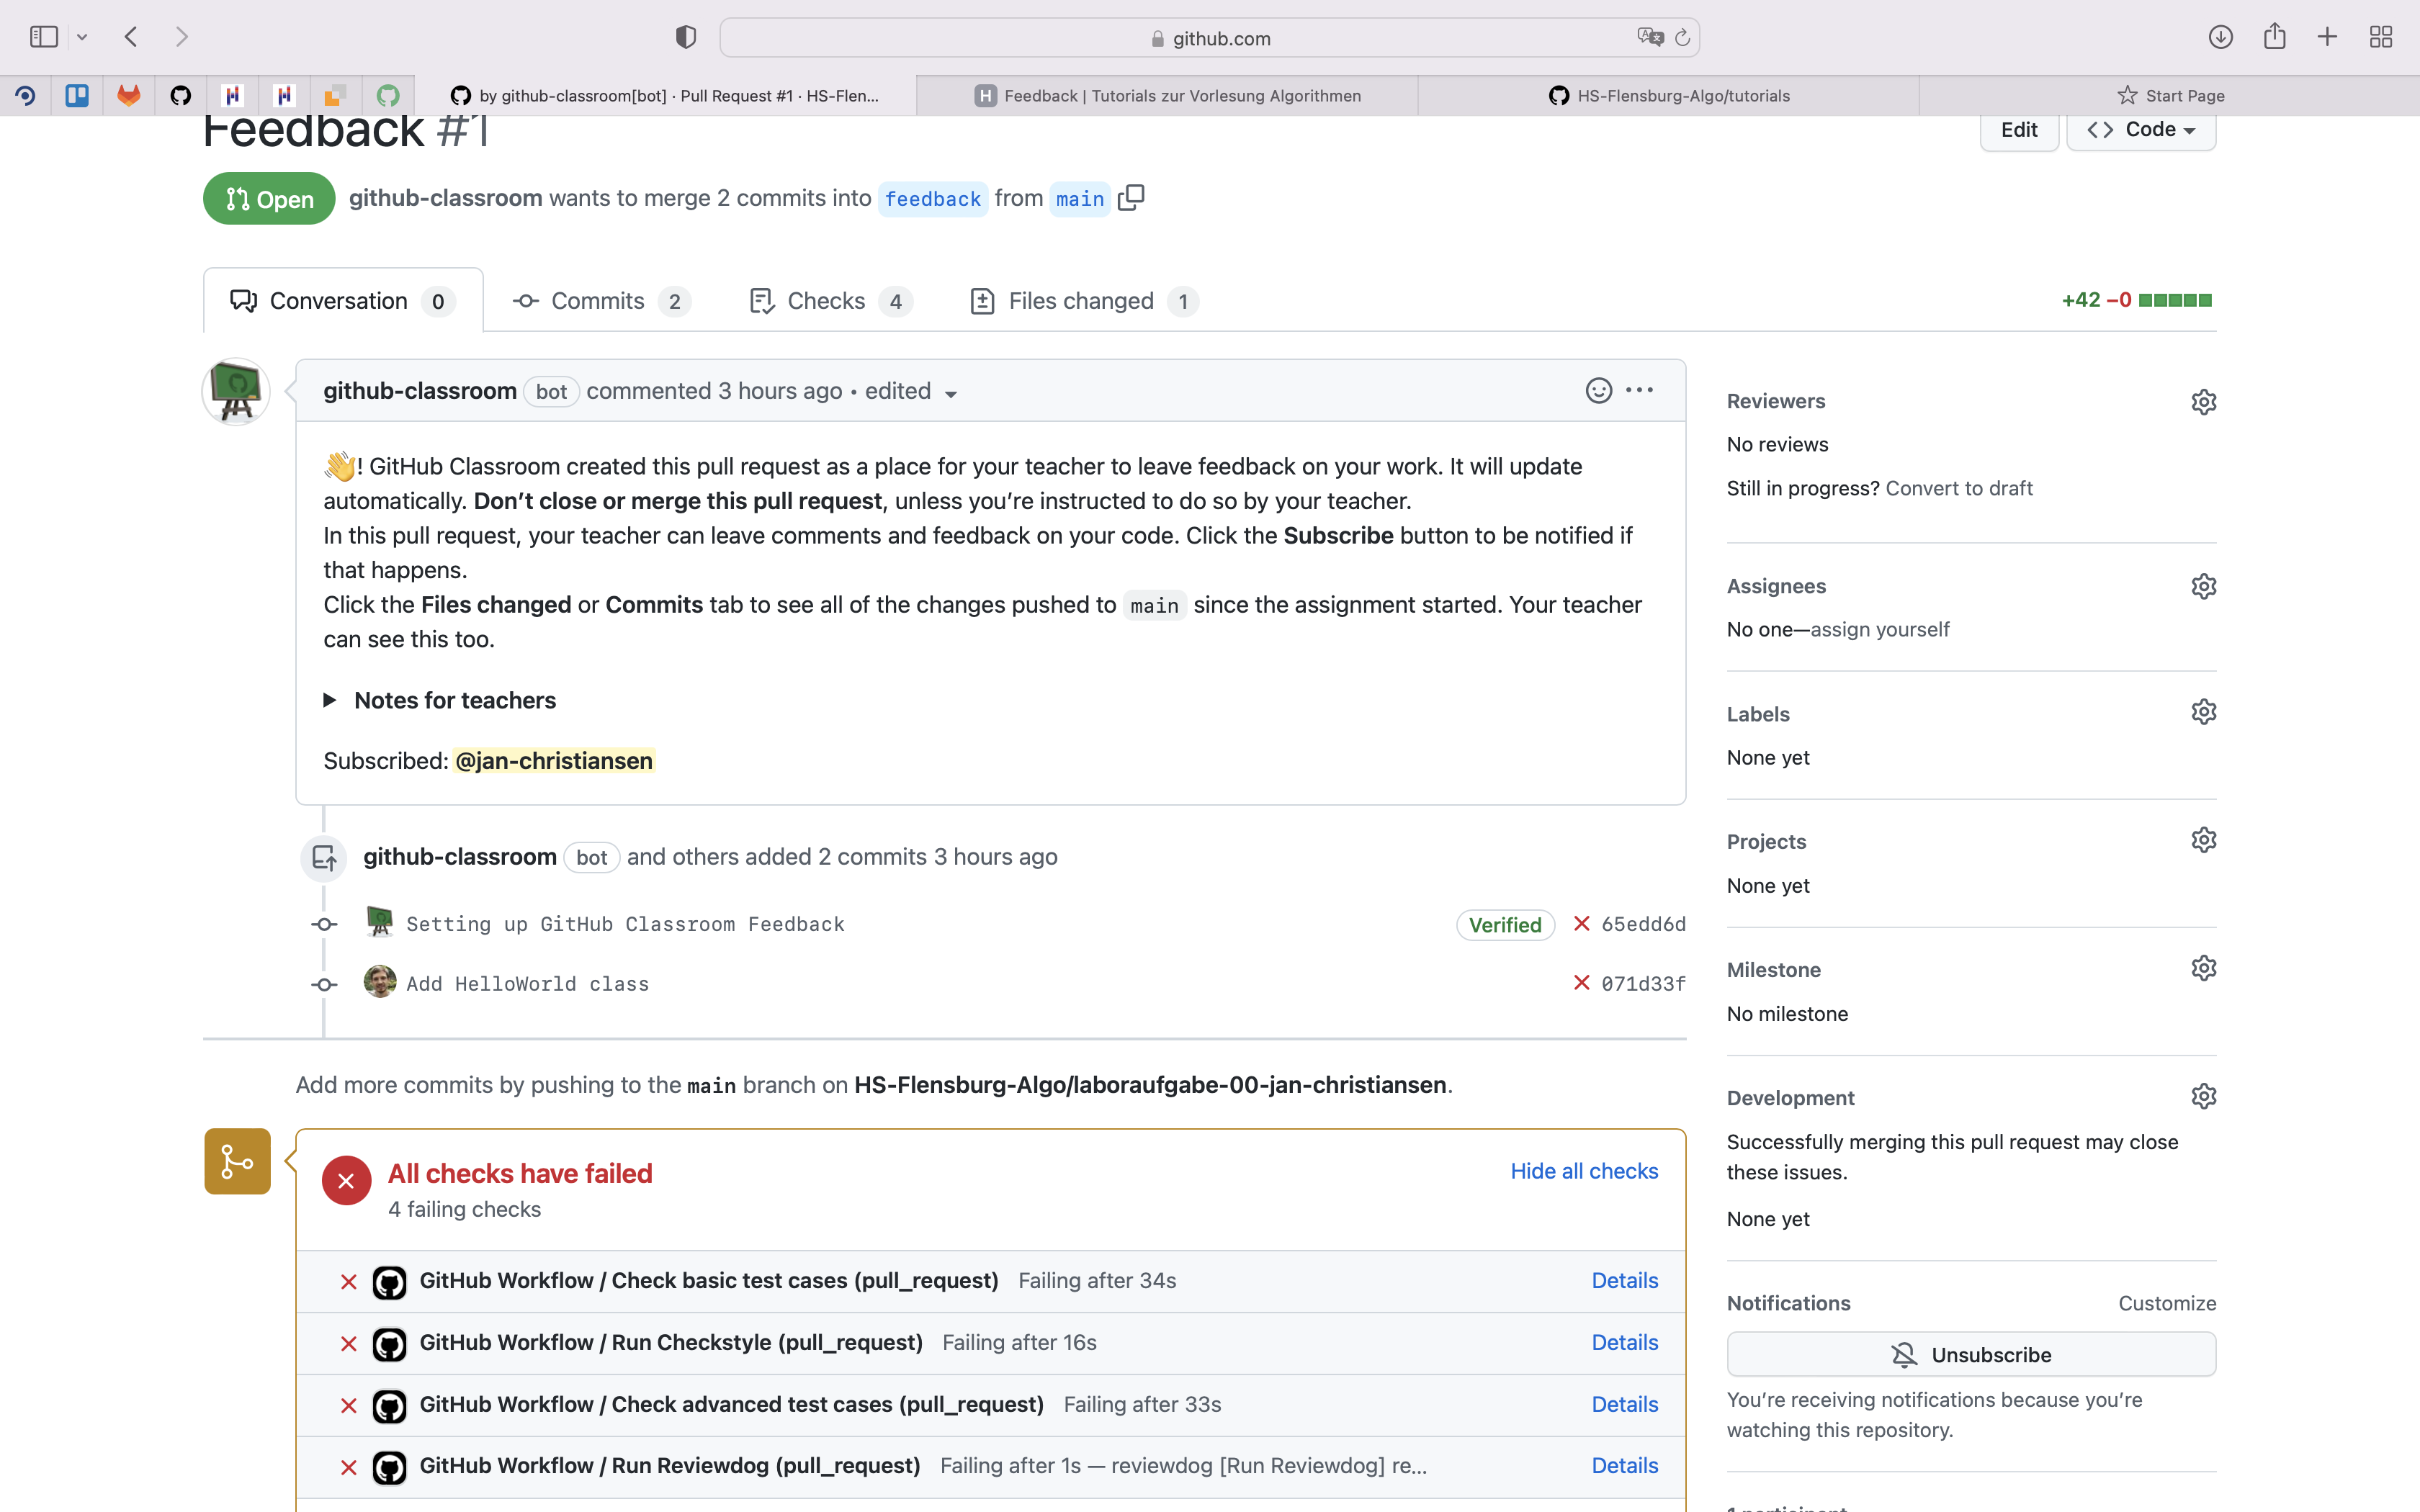 github.com
by github-classroom[bot] · Pull Request #1 · HS-Flen...
H Feedback | Tutorials zur Vorlesung Algorithmen
HS-Flensburg-Algo/tutorials
Start Page
Feedback #1
Edit
Code
Open
github-classroom wants to merge 2 commits into feedback from main
Conversation 0
Commits 2
Checks 4
Files changed 1
+42 −0
github-classroom bot commented 3 hours ago • edited
👋! GitHub Classroom created this pull request as a place for your teacher to leave feedback on your work. It will update
automatically. Don’t close or merge this pull request, unless you’re instructed to do so by your teacher.
In this pull request, your teacher can leave comments and feedback on your code. Click the Subscribe button to be notified if
that happens.
Click the Files changed or Commits tab to see all of the changes pushed to main since the assignment started. Your teacher
can see this too.
Notes for teachers
Subscribed: @jan-christiansen
github-classroom bot and others added 2 commits 3 hours ago
Setting up GitHub Classroom Feedback Verified 65edd6d
Add HelloWorld class 071d33f
Add more commits by pushing to the main branch on HS-Flensburg-Algo/laboraufgabe-00-jan-christiansen.
All checks have failed
4 failing checks
Hide all checks
GitHub Workflow / Check basic test cases (pull_request) Failing after 34s Details
GitHub Workflow / Run Checkstyle (pull_request) Failing after 16s Details
GitHub Workflow / Check advanced test cases (pull_request) Failing after 33s Details
GitHub Workflow / Run Reviewdog (pull_request) Failing after 1s — reviewdog [Run Reviewdog] re... Details
Reviewers
No reviews
Still in progress? Convert to draft
Assignees
No one—assign yourself
Labels
None yet
Projects
None yet
Milestone
No milestone
Development
Successfully merging this pull request may close
these issues.
None yet
Notifications Customize
Unsubscribe
You’re receiving notifications because you’re
watching this repository.
1 participant